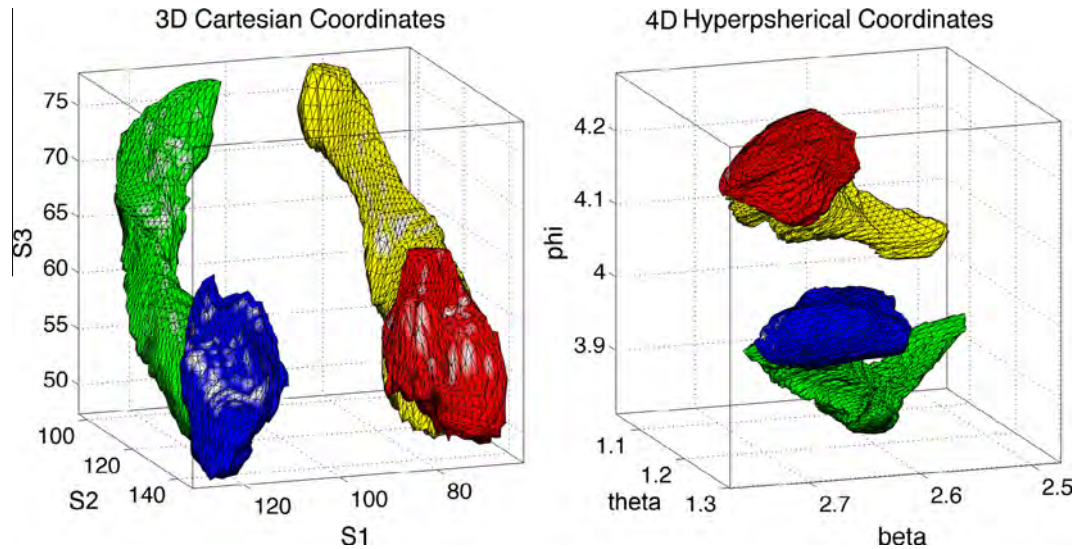 3D Cartesian Coordinates
75
70
65
60
55
50
S3
100
120
140
S2
120
100
80
S1
4D Hyperpsherical Coordinates
4.2
4.1
4
3.9
phi
1.1
1.2
1.3
theta
2.7
2.6
2.5
beta